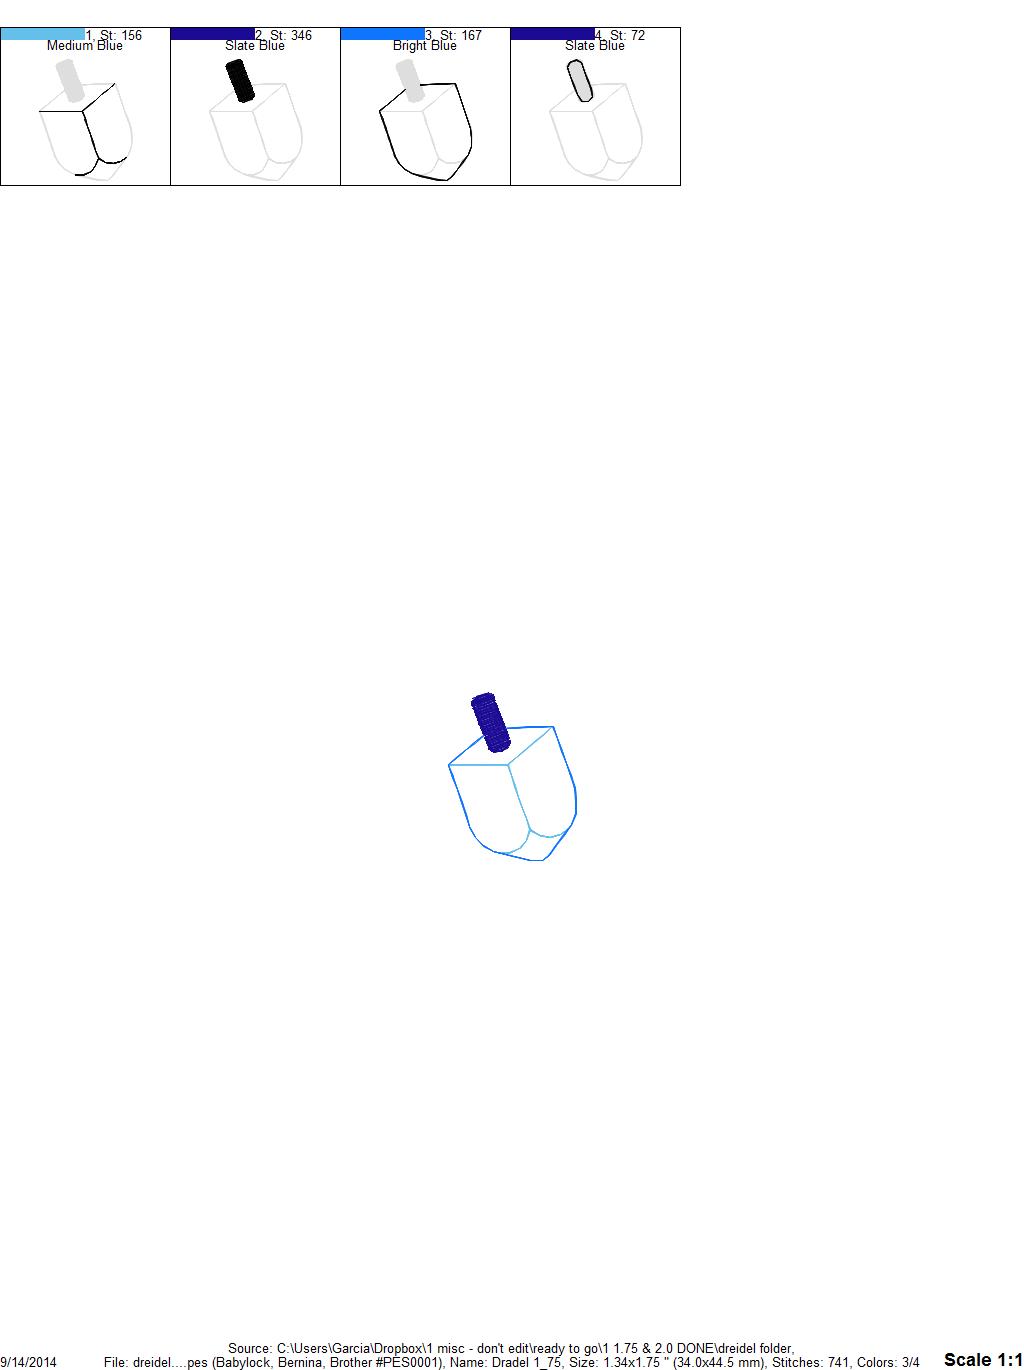 1, St: 156
Medium Blue
2, St: 346
Slate Blue
3, St: 167
Bright Blue
4, St: 72
Slate Blue
Source: C:\Users\Garcia\Dropbox\1 misc - don't edit\ready to go\1 1.75 & 2.0 DONE\dreidel folder,
9/14/2014 File: dreidel....pes (Babylock, Bernina, Brother #PES0001), Name: Dradel 1_75, Size: 1.34x1.75 " (34.0x44.5 mm), Stitches: 741, Colors: 3/4 Scale 1:1